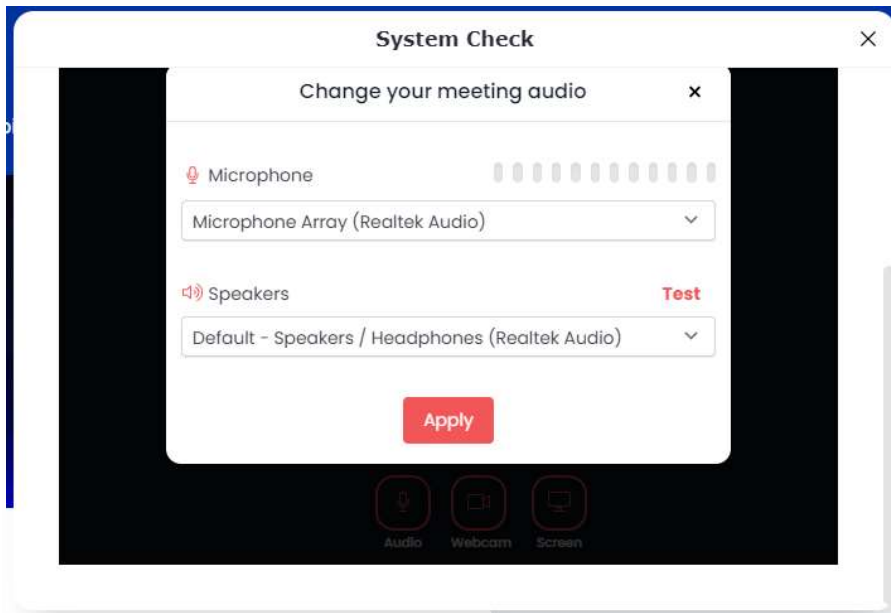 System Check
Change your meeting audio
Microphone
Microphone Array (Realtek Audio)
Speakers
Test
Default - Speakers / Headphones (Realtek Audio)
Apply
Audio
Webcam
Screen